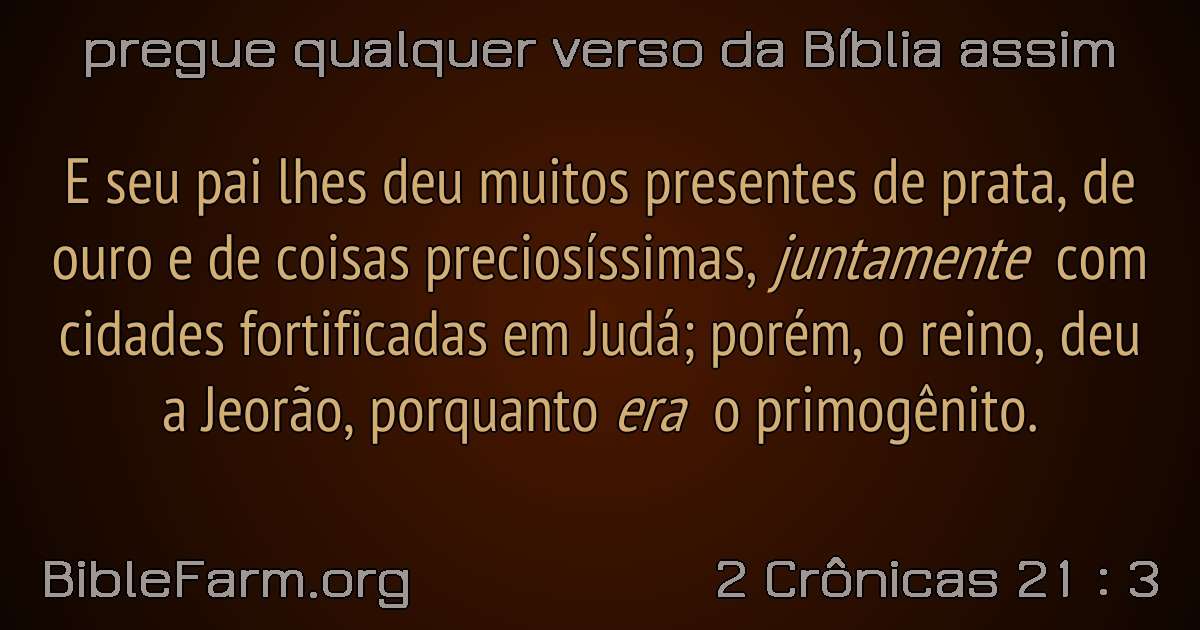 pregue qualquer verso da Bíblia assim
E seu pai lhes deu muitos presentes de prata, de
ouro e de coisas preciosíssimas, juntamente com
cidades fortificadas em Judá; porém, o reino, deu
a Jeorão, porquanto era o primogênito.
BibleFarm.org
2 Crônicas 21 : 3